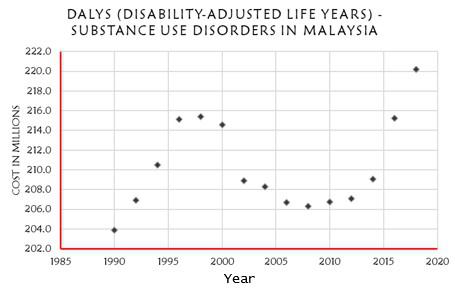 DALYS (DISABILITY-ADJUSTED LIFE YEARS) -
SUBSTANCE USE DISORDERS IN MALAYSIA
COST IN MILLIONS
222.0
220.0
218.0
216.0
214.0
212.0
210.0
208.0
206.0
204.0
202.0
1985 1990 1995 2000 2005 2010 2015 2020
Year